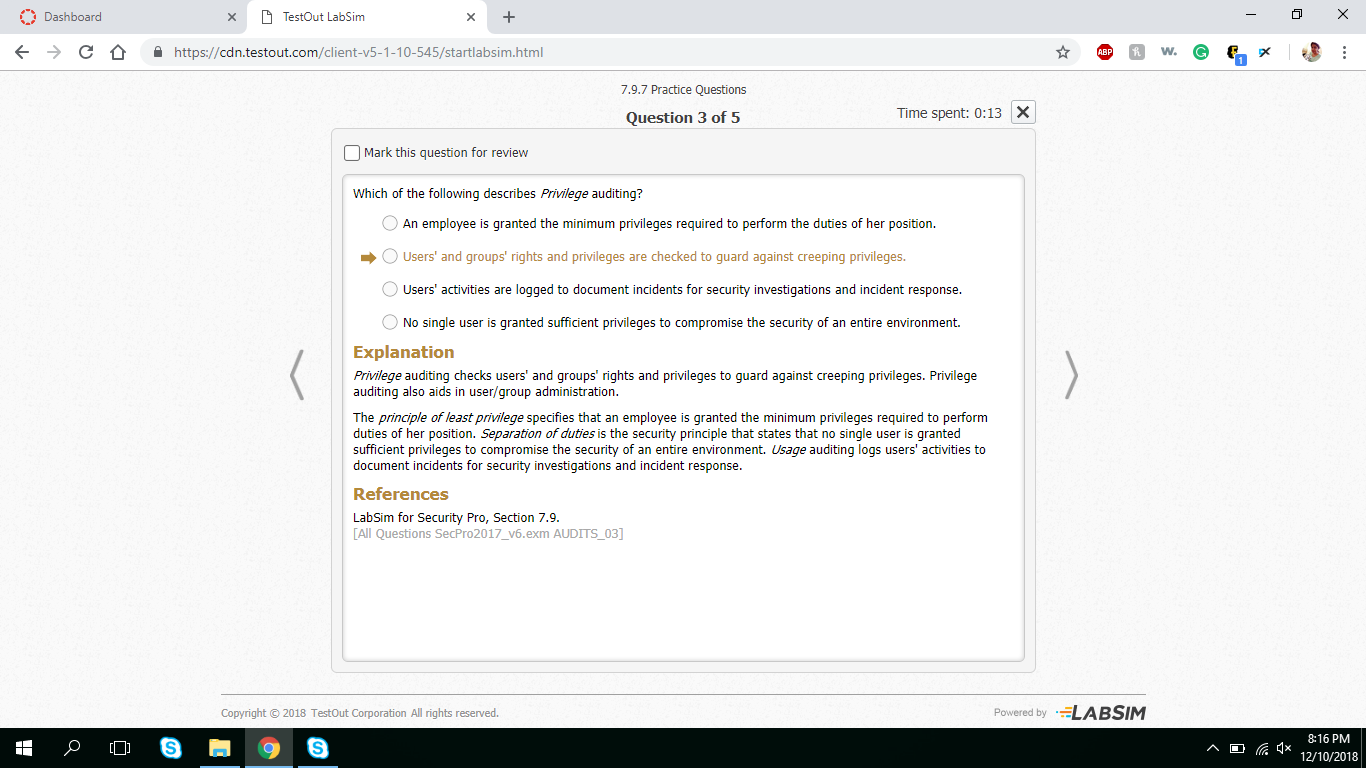 Dashboard
TestOut LabSim
https://cdn.testout.com/client-v5-1-10-545/startlabsim.html
ABP
w.
1
7.9.7 Practice Questions
Question 3 of 5
Time spent: 0:13
Mark this question for review
Which of the following describes Privilege auditing?
An employee is granted the minimum privileges required to perform the duties of her position.
Users' and groups' rights and privileges are checked to guard against creeping privileges.
Users' activities are logged to document incidents for security investigations and incident response.
No single user is granted sufficient privileges to compromise the security of an entire environment.
Explanation
Privilege auditing checks users' and groups' rights and privileges to guard against creeping privileges. Privilege
auditing also aids in user/group administration.
The principle of least privilege specifies that an employee is granted the minimum privileges required to perform
duties of her position. Separation of duties is the security principle that states that no single user is granted
sufficient privileges to compromise the security of an entire environment. Usage auditing logs users' activities to
document incidents for security investigations and incident response.
References
LabSim for Security Pro, Section 7.9.
[All Questions SecPro2017_v6.exm AUDITS_03]
Copyright © 2018 TestOut Corporation All rights reserved.
Powered by LABSIM
8:16 PM
12/10/2018